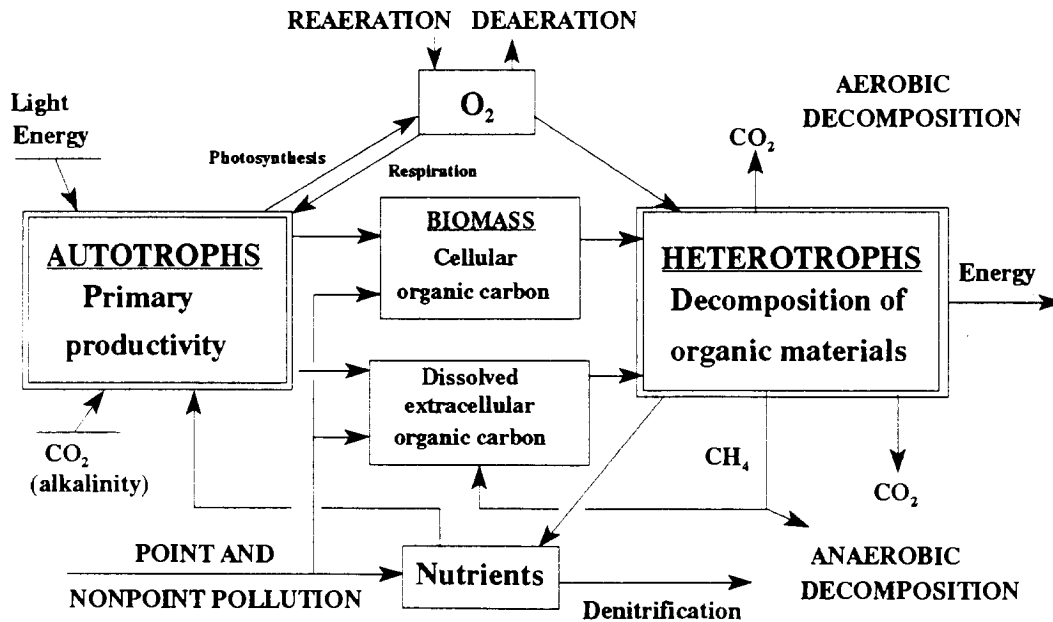 REAERATION DEAERATION
O₂
Light
Energy
Photosynthesis
Respiration
AEROBIC
DECOMPOSITION
CO₂
AUTOTROPHS
Primary
productivity
BIOMASS
Cellular
organic carbon
HETEROTROPHS
Decomposition of
organic materials
Energy
Dissolved
extracellular
organic carbon
CO₂
(alkalinity)
CH₄
CO₂
POINT AND
NONPOINT POLLUTION
Nutrients
Denitrification
ANAEROBIC
DECOMPOSITION